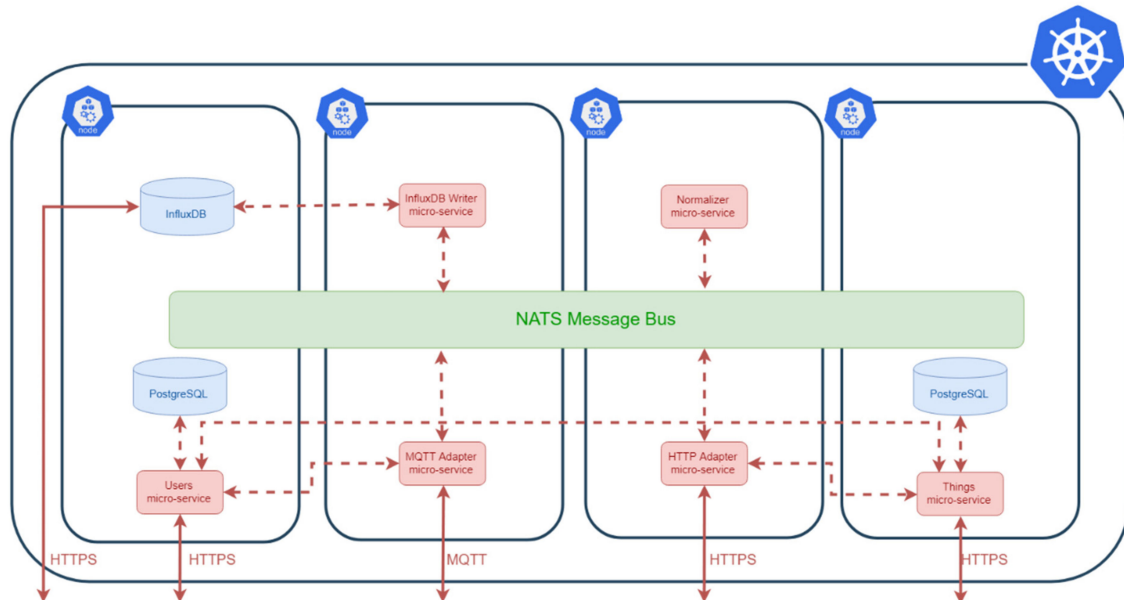 node
node
node
node
InfluxDB
InfluxDB Writer
micro-service
Normalizer
micro-service
NATS Message Bus
PostgreSQL
PostgreSQL
Users
micro-service
MQTT Adapter
micro-service
HTTP Adapter
micro-service
Things
micro-service
HTTPS
HTTPS
MQTT
HTTPS
HTTPS